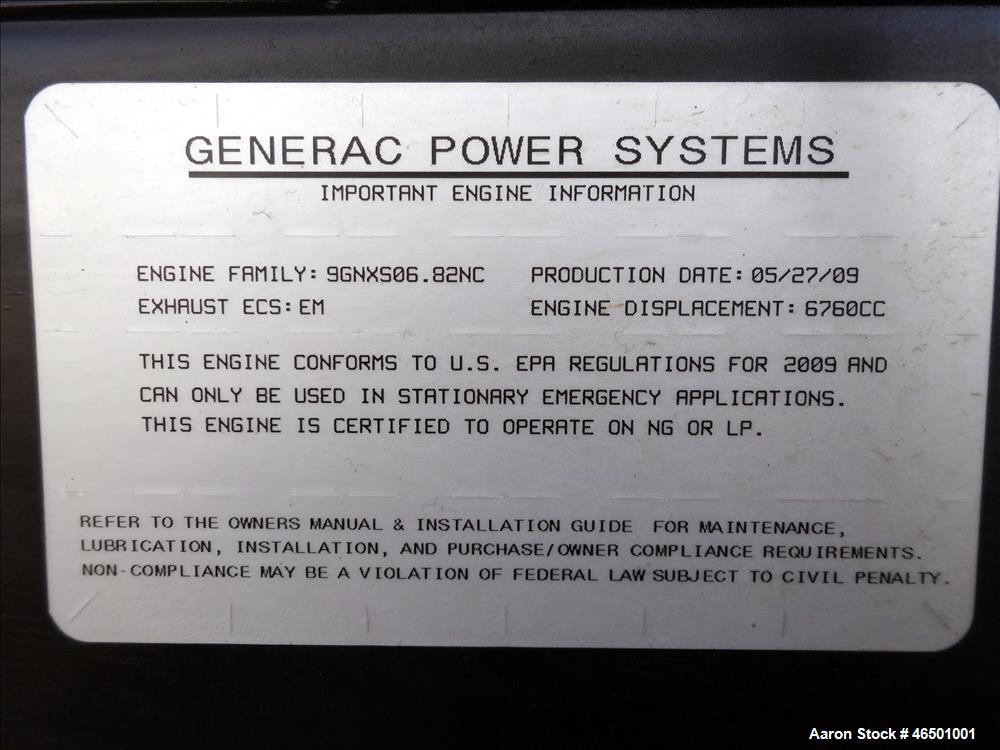 GENERAC POWER SYSTEMS
IMPORTANT ENGINE INFORMATION
ENGINE FAMILY: 9GNXS06.82NC PRODUCTION DATE: 05/27/09
EXHAUST ECS: EM ENGINE DISPLACEMENT: 6760CC
THIS ENGINE CONFORMS TO U.S. EPA REGULATIONS FOR 2009 AND
CAN ONLY BE USED IN STATIONARY EMERGENCY APPLICATIONS.
THIS ENGINE IS CERTIFIED TO OPERATE ON NG OR LP.
REFER TO THE OWNERS MANUAL & INSTALLATION GUIDE FOR MAINTENANCE,
LUBRICATION, INSTALLATION, AND PURCHASE/OWNER COMPLIANCE REQUIREMENTS.
NON-COMPLIANCE MAY BE A VIOLATION OF FEDERAL LAW SUBJECT TO CIVIL PENALTY.
Aaron Stock # 46501001